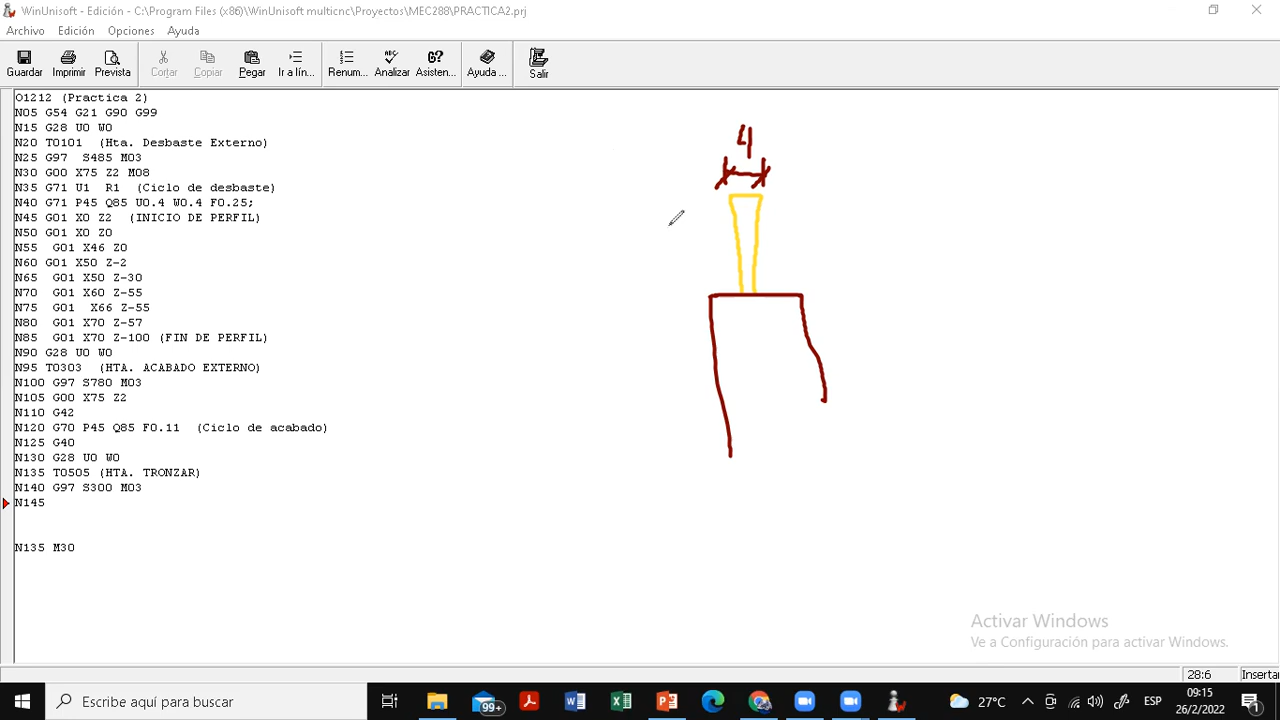 WinUnisoft - Edición - C:\Program Files (x86)\WinUnisoft multicnc\Proyectos\MEC288\PRACTICA2.prj
Archivo Edición Opciones Ayuda
Guardar Imprimir Prevista Cortar Copiar Pegar Ir a lín... Renum... Analizar Asisten... Ayuda ... Salir
O1212 (Practica 2)
N05 G54 G21 G90 G99
N15 G28 U0 W0
N20 T0101 (Hta. Desbaste Externo)
N25 G97 S485 M03
N30 G00 X75 Z2 M08
N35 G71 U1 R1 (Ciclo de desbaste)
N40 G71 P45 Q85 U0.4 W0.4 F0.25;
N45 G01 X0 Z2 (INICIO DE PERFIL)
N50 G01 X0 Z0
N55 G01 X46 Z0
N60 G01 X50 Z-2
N65 G01 X50 Z-30
N70 G01 X60 Z-55
N75 G01 X66 Z-55
N80 G01 X70 Z-57
N85 G01 X70 Z-100 (FIN DE PERFIL)
N90 G28 U0 W0
N95 T0303 (HTA. ACABADO EXTERNO)
N100 G97 S780 M03
N105 G00 X75 Z2
N110 G42
N120 G70 P45 Q85 F0.11 (Ciclo de acabado)
N125 G40
N130 G28 U0 W0
N135 T0505 (HTA. TRONZAR)
N140 G97 S300 M03
N145
N135 M30
4
Activar Windows
Ve a Configuración para activar Windows.
28:6 Insertar
Escribe aquí para buscar
99+
27°C
ESP
09:15
26/2/2022
1